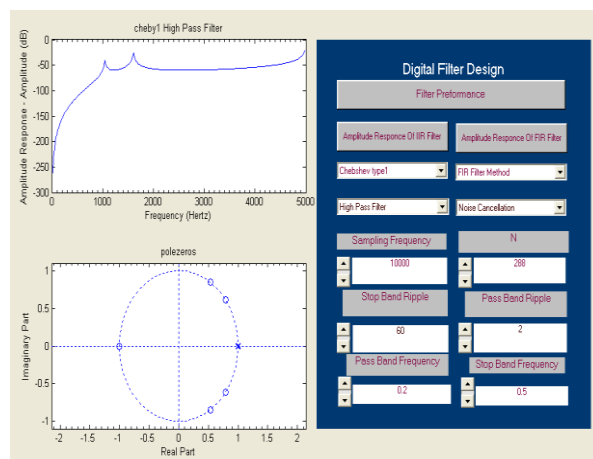 cheby1 High Pass Filter
Amplitude Response - Amplitude (dB)
0
-50
-100
-150
-200
-250
-300
0 1000 2000 3000 4000 5000
Frequency (Hertz)
polezeros
Imaginary Part
1
0.5
0
-0.5
-1
-2 -1.5 -1 -0.5 0 0.5 1 1.5 2
Real Part
Digital Filter Design
Filter Preformance
Amplitude Responce Of IIR Filter
Amplitude Responce Of FIR Filter
Chebshev type1
FIR Filter Method
High Pass Filter
Noise Cancellation
Sampling Frequency
N
10000
288
Stop Band Ripple
Pass Band Ripple
60
2
Pass Band Frequency
Stop Band Frequency
0.2
0.5